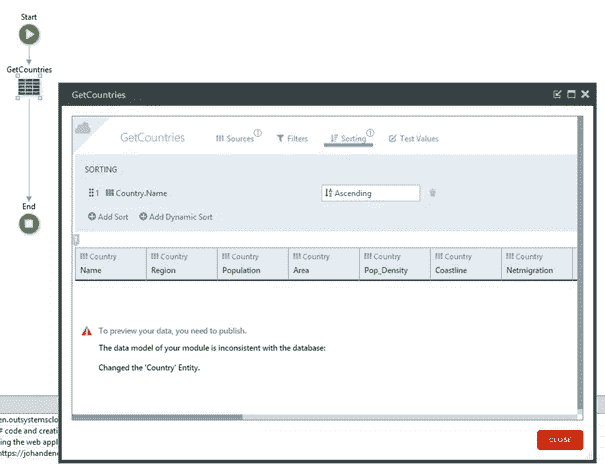 Start
GetCountries
End
GetCountries
GetCountries
Sources
1
Filters
Sorting
1
Test Values
SORTING
1 Country.Name
Ascending
Add Sort
Add Dynamic Sort
Country Country Country Country Country Country Country
Name Region Population Area Pop_Density Coastline Netmigration
To preview your data, you need to publish.
The data model of your module is inconsistent with the database:
Changed the 'Country' Entity.
CLOSE
en.outsystemsclo
# code and creati
ing the web appl
https://johanden